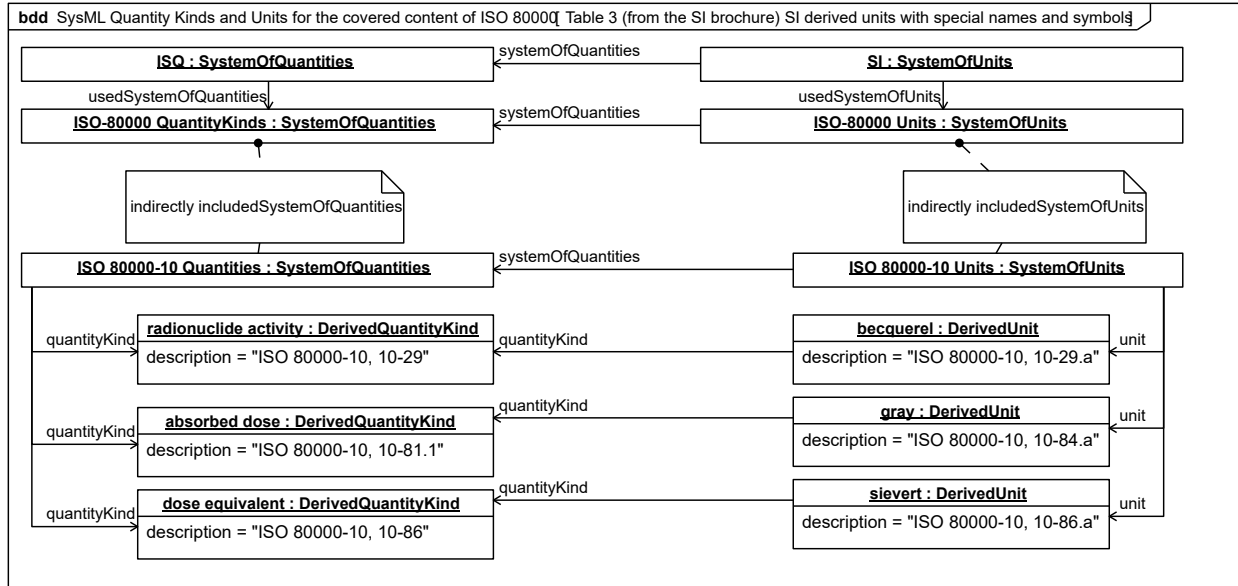 bdd SysML Quantity Kinds and Units for the covered content of ISO 80000[ Table 3 (from the SI brochure) SI derived units with special names and symbols]
ISQ : SystemOfQuantities
systemOfQuantities
SI : SystemOfUnits
usedSystemOfQuantities
usedSystemOfUnits
ISO-80000 QuantityKinds : SystemOfQuantities
systemOfQuantities
ISO-80000 Units : SystemOfUnits
indirectly includedSystemOfQuantities
indirectly includedSystemOfUnits
ISO 80000-10 Quantities : SystemOfQuantities
systemOfQuantities
ISO 80000-10 Units : SystemOfUnits
quantityKind
radionuclide activity : DerivedQuantityKind
description = "ISO 80000-10, 10-29"
quantityKind
becquerel : DerivedUnit
description = "ISO 80000-10, 10-29.a"
unit
quantityKind
absorbed dose : DerivedQuantityKind
description = "ISO 80000-10, 10-81.1"
quantityKind
gray : DerivedUnit
description = "ISO 80000-10, 10-84.a"
unit
quantityKind
dose equivalent : DerivedQuantityKind
description = "ISO 80000-10, 10-86"
quantityKind
sievert : DerivedUnit
description = "ISO 80000-10, 10-86.a"
unit